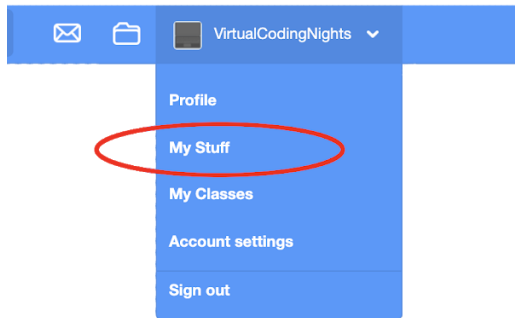 VirtualCodingNights
Profile
My Stuff
My Classes
Account settings
Sign out